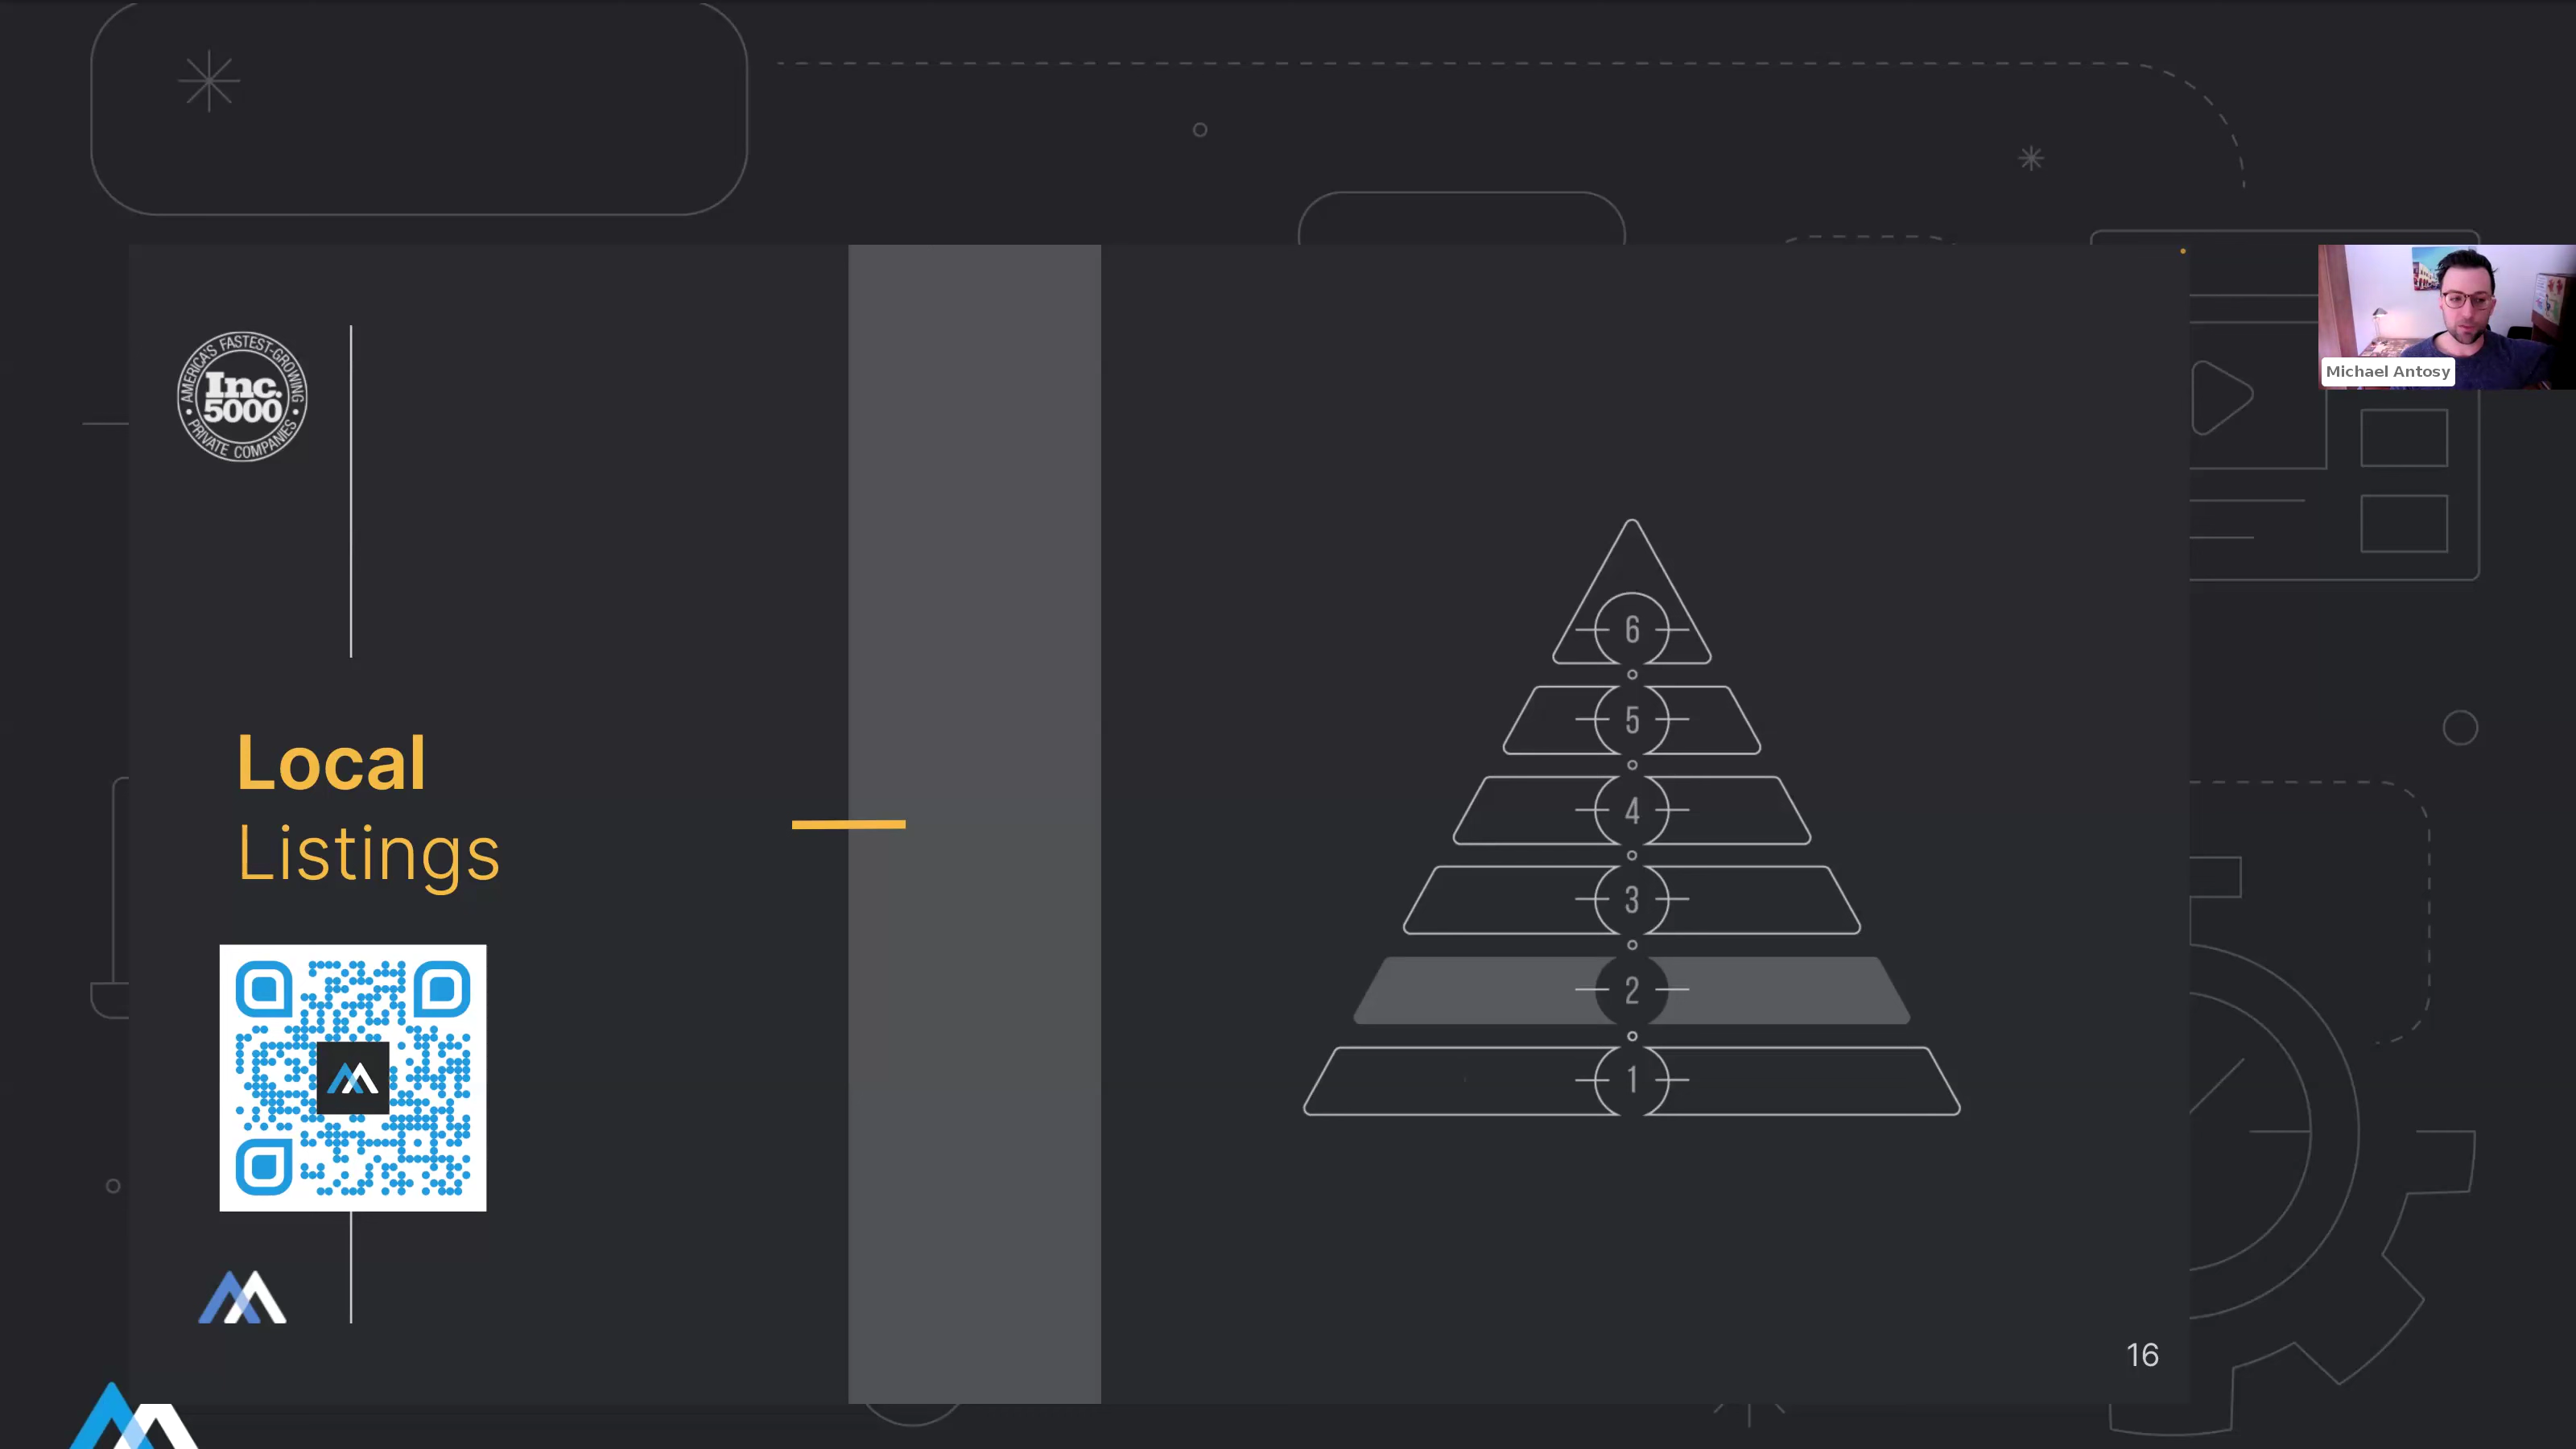 AMERICA'S FASTEST-GROWING
Inc.
5000
PRIVATE COMPANIES
Local
Listings
6
5
4
3
2
1
Michael Antosy
16